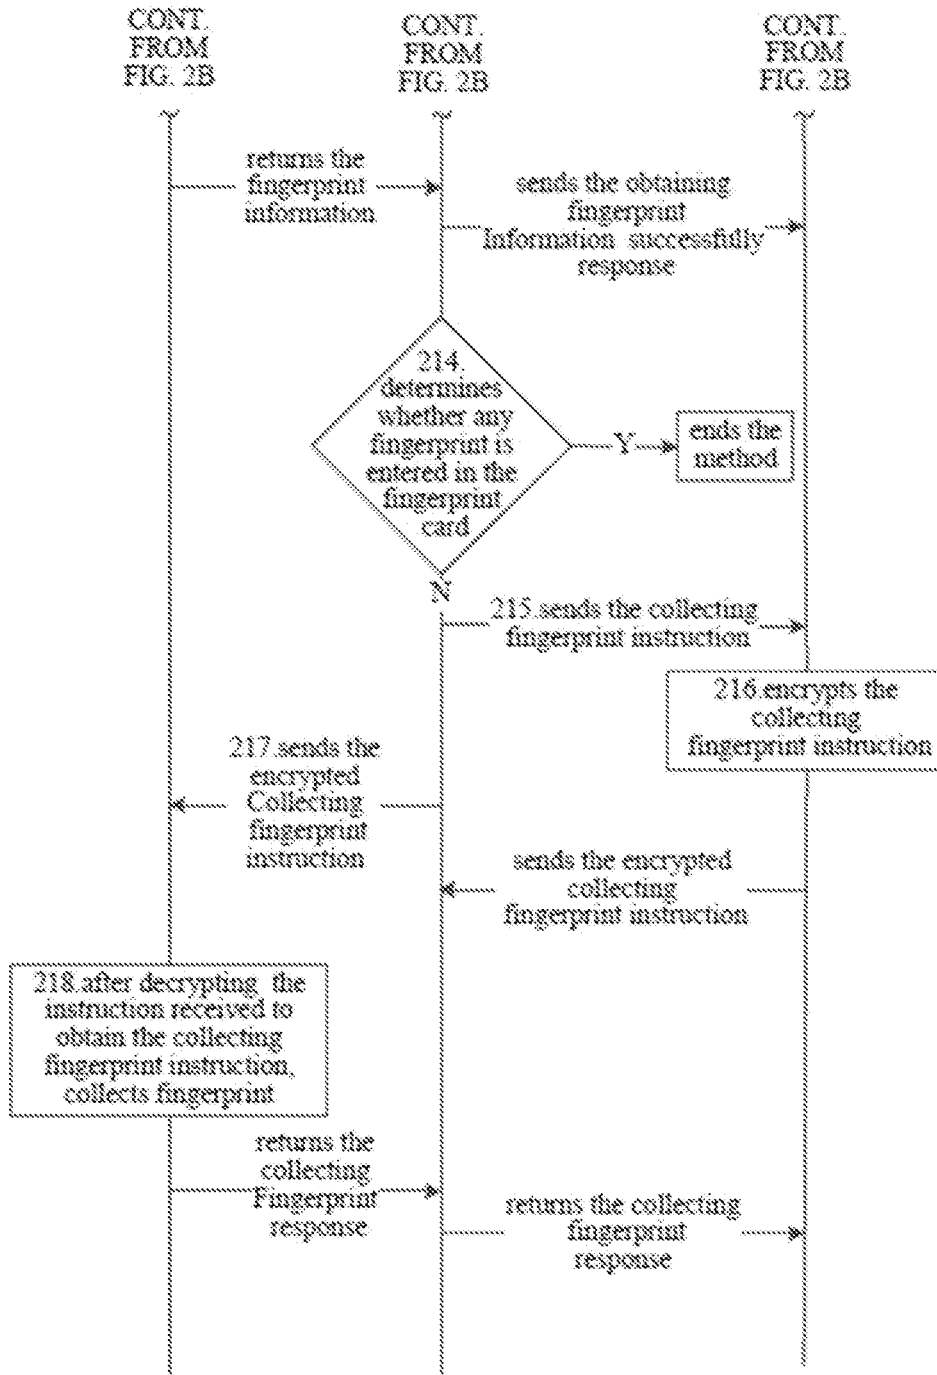 CONT.
FROM
FIG. 2B
CONT.
FROM
FIG. 2B
CONT.
FROM
FIG. 2B
returns the
fingerprint
information
sends the obtaining
fingerprint
Information successfully
response
214.
determines
whether any
fingerprint is
entered in the
fingerprint
card
Y
ends the
method
N
215.sends the collecting
fingerprint instruction
216.encrypts the
collecting
fingerprint instruction
217.sends the
encrypted
Collecting
fingerprint
instruction
sends the encrypted
collecting
fingerprint instruction
218.after decrypting the
instruction received to
obtain the collecting
fingerprint instruction,
collects fingerprint
returns the
collecting
Fingerprint
response
returns the collecting
fingerprint
response